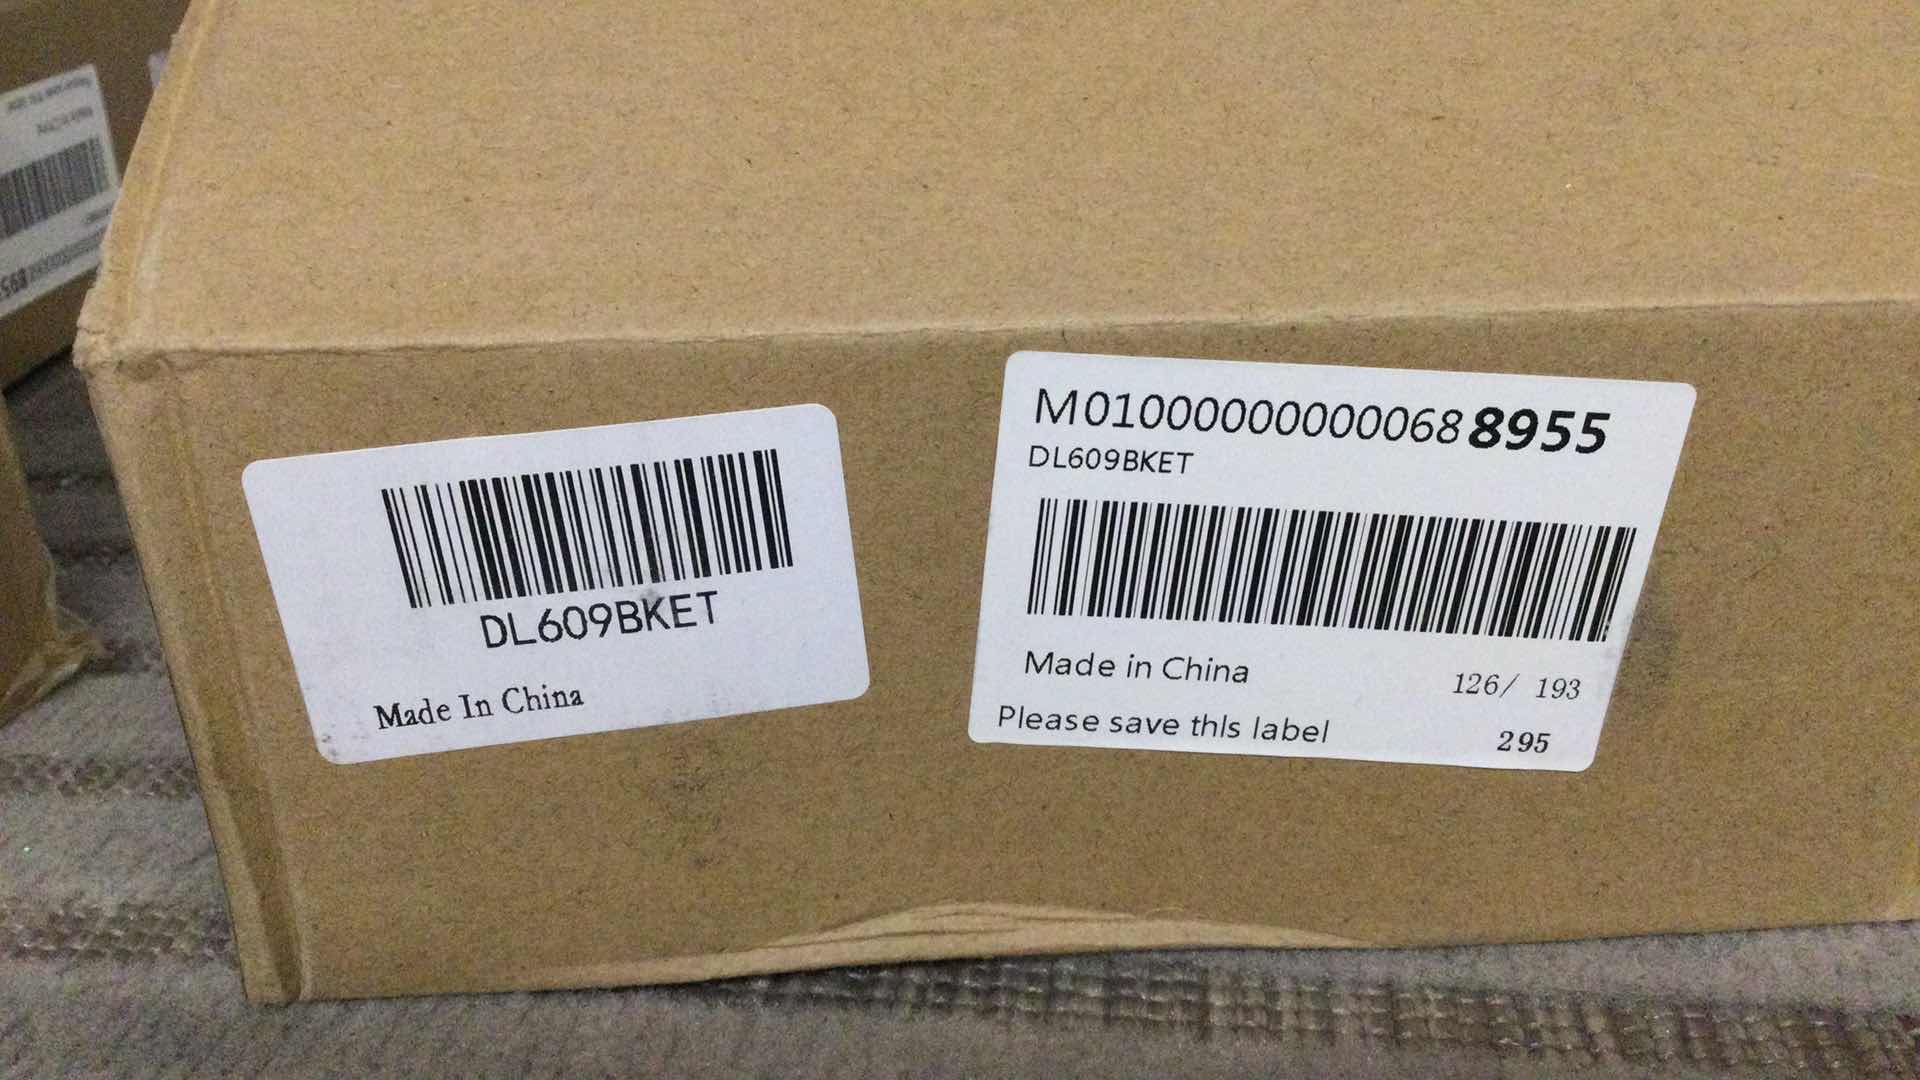 DL609BKET
Made In China
M010000000000688955
DL609BKET
Made in China
126/ 193
Please save thls label
295